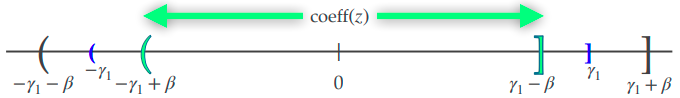 coeff(z)
−γ₁ − β
−γ₁
−γ₁ + β
0
γ₁ − β
γ₁
γ₁ + β